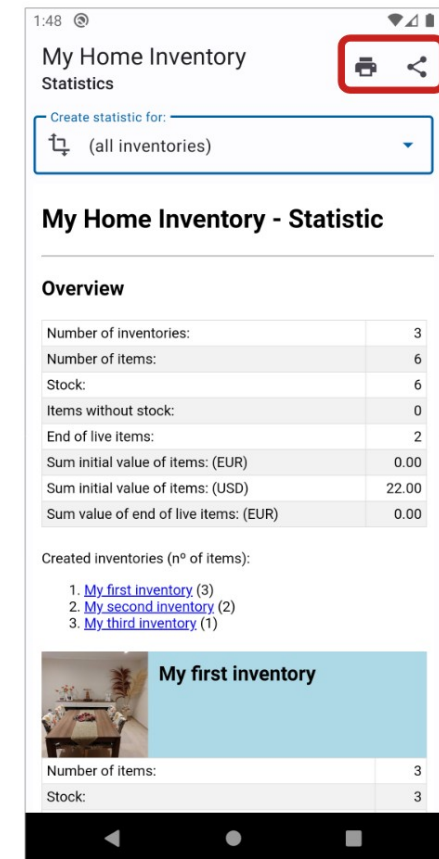 1:48
My Home Inventory
Statistics
Create statistic for:
(all inventories)
My Home Inventory - Statistic
Overview
Number of inventories: 3
Number of items: 6
Stock: 6
Items without stock: 0
End of live items: 2
Sum initial value of items: (EUR) 0.00
Sum initial value of items: (USD) 22.00
Sum value of end of live items: (EUR) 0.00
Created inventories (nº of items):
1. My first inventory (3)
2. My second inventory (2)
3. My third inventory (1)
My first inventory
Number of items: 3
Stock: 3